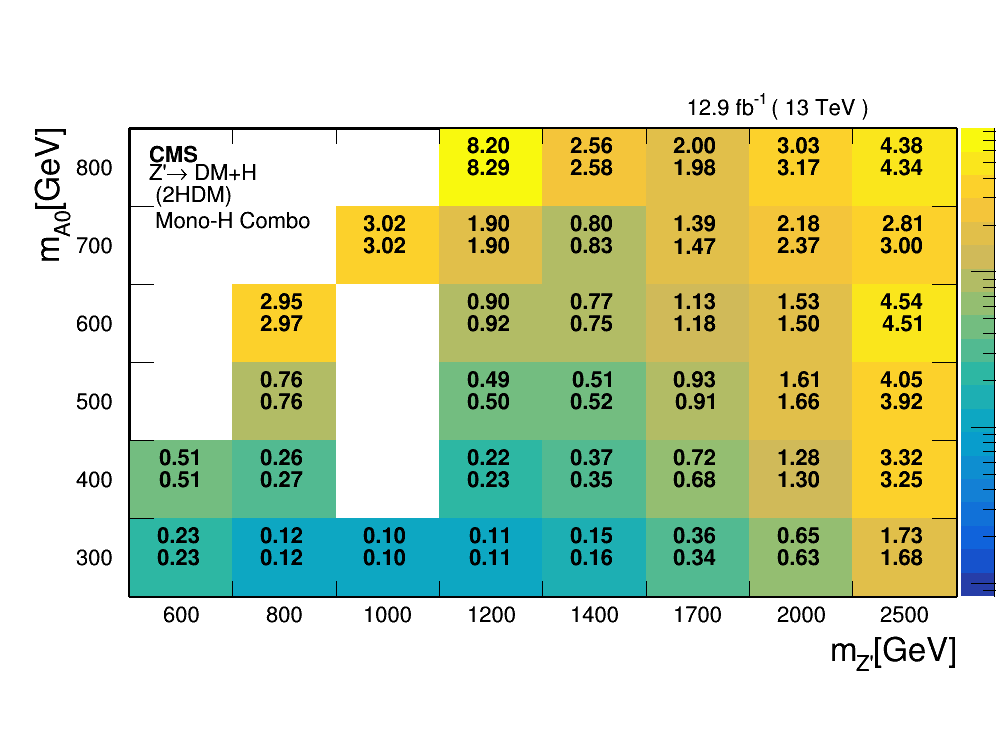 12.9 fb⁻¹ ( 13 TeV )
m_A0[GeV]
CMS
Z'→ DM+H
(2HDM)
Mono-H Combo
800
8.20 2.56 2.00 3.03 4.38
8.29 2.58 1.98 3.17 4.34
700
3.02 1.90 0.80 1.39 2.18 2.81
3.02 1.90 0.83 1.47 2.37 3.00
600
2.95 0.90 0.77 1.13 1.53 4.54
2.97 0.92 0.75 1.18 1.50 4.51
500
0.76 0.49 0.51 0.93 1.61 4.05
0.76 0.50 0.52 0.91 1.66 3.92
400
0.51 0.26 0.22 0.37 0.72 1.28 3.32
0.51 0.27 0.23 0.35 0.68 1.30 3.25
300
0.23 0.12 0.10 0.11 0.15 0.36 0.65 1.73
0.23 0.12 0.10 0.11 0.16 0.34 0.63 1.68
600 800 1000 1200 1400 1700 2000 2500
m_Z'[GeV]